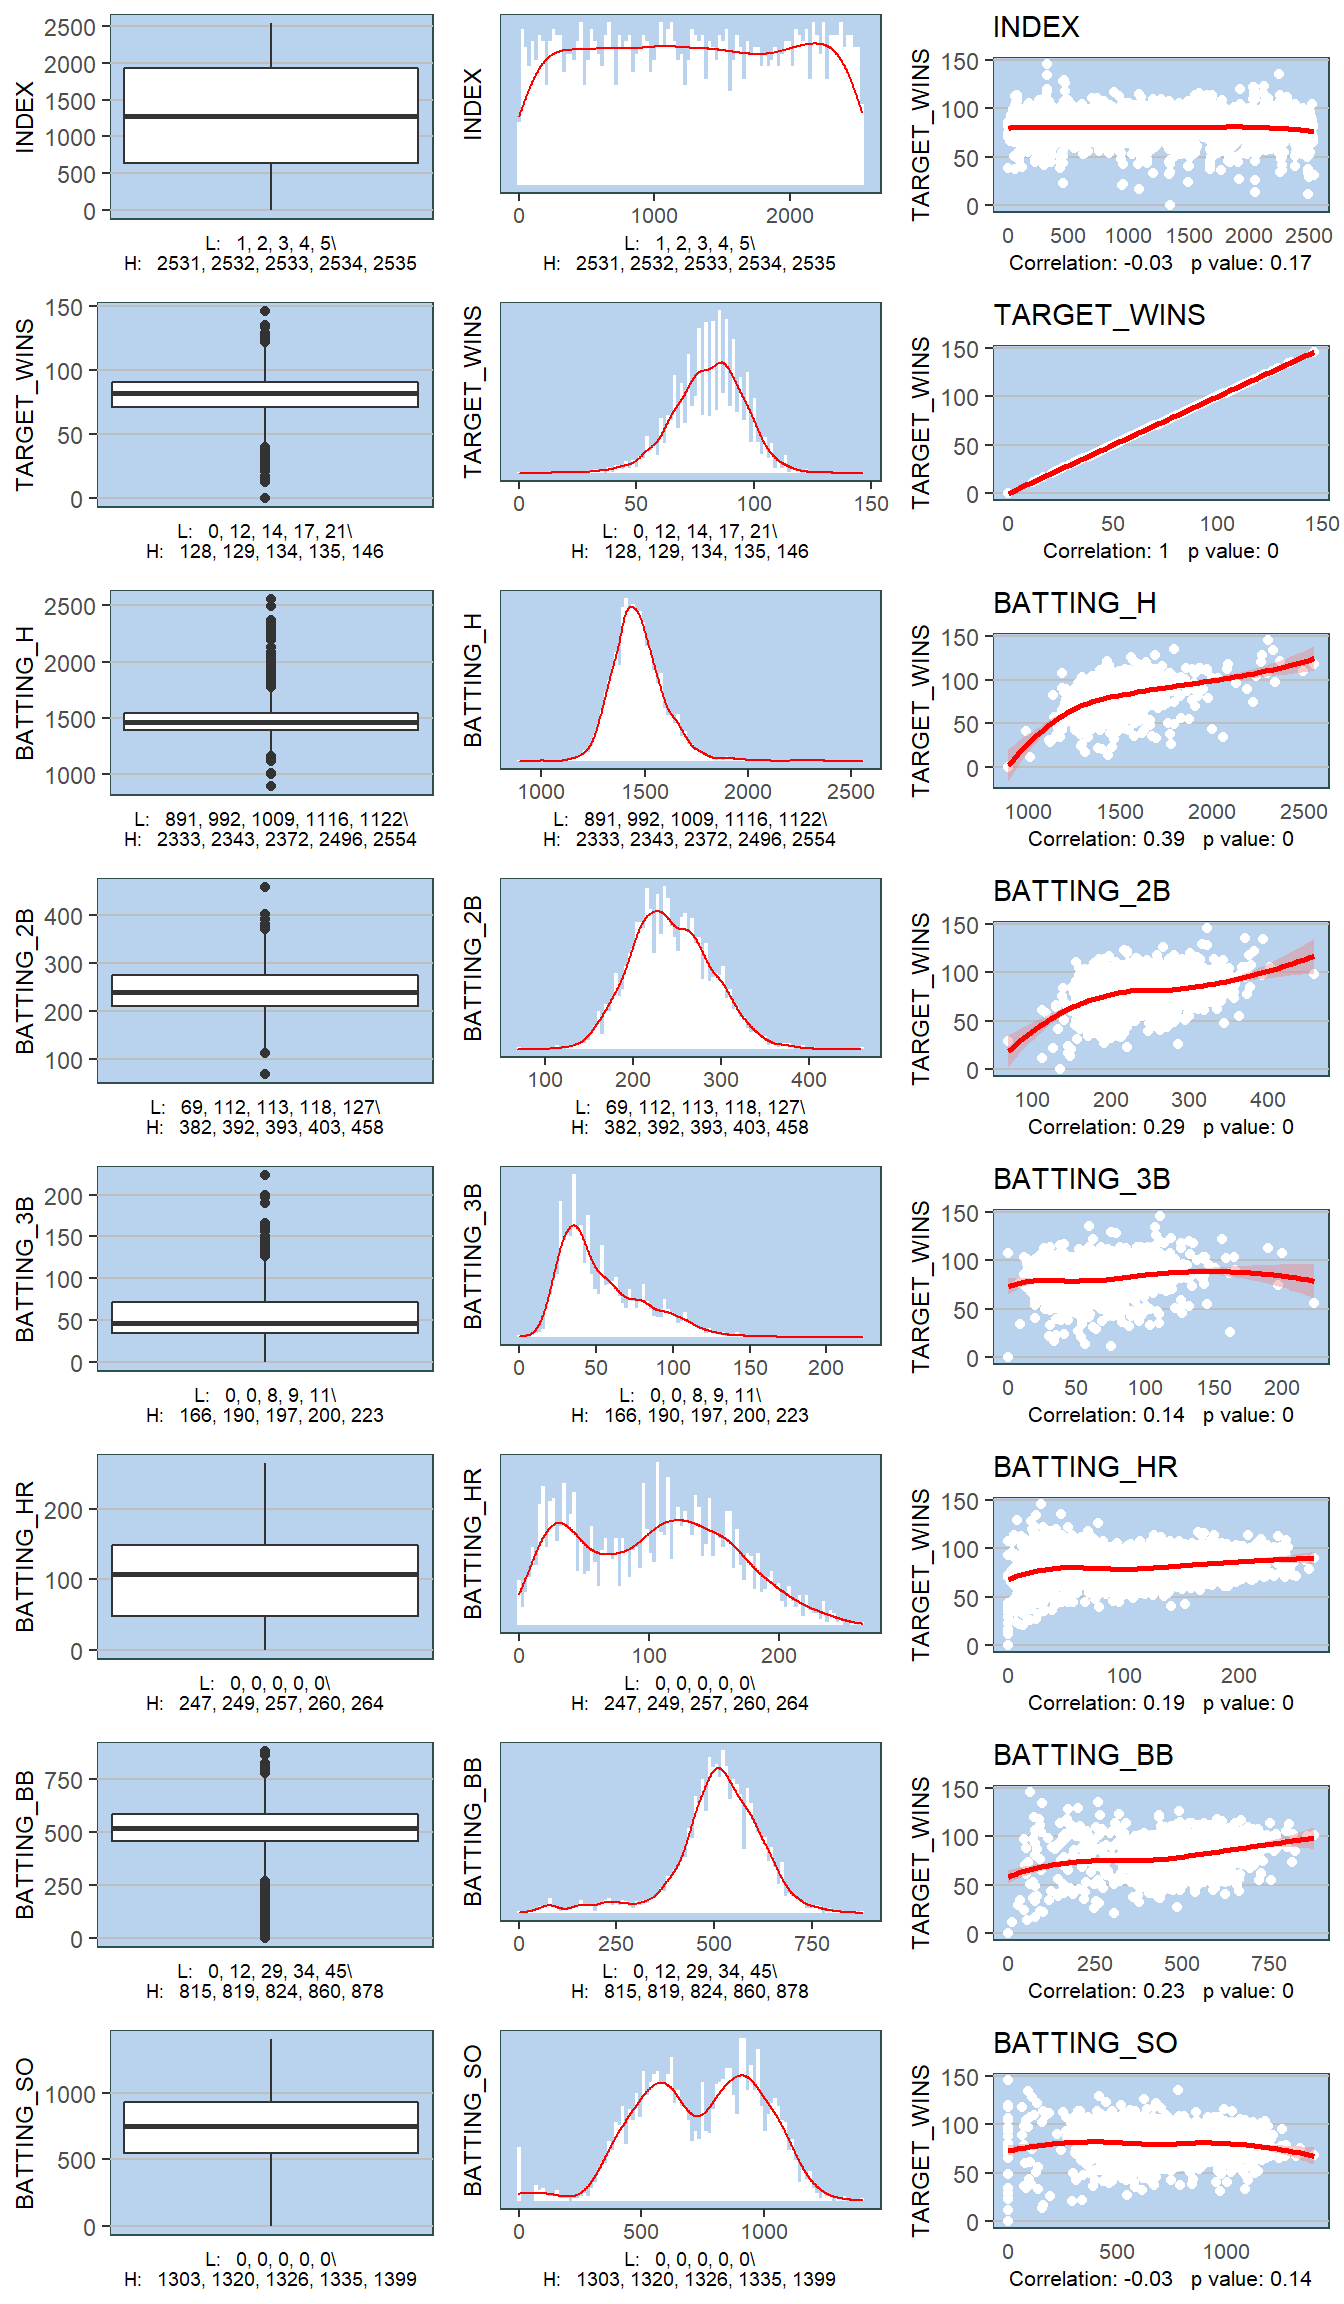 INDEX
2500
2000
1500
1000
500
0
L: 1, 2, 3, 4, 5\
H: 2531, 2532, 2533, 2534, 2535
INDEX
0 1000 2000
L: 1, 2, 3, 4, 5\
H: 2531, 2532, 2533, 2534, 2535
INDEX
TARGET_WINS
150
100
50
0
0 500 1000 1500 2000 2500
Correlation: -0.03 p value: 0.17
TARGET_WINS
150
100
50
0
L: 0, 12, 14, 17, 21\
H: 128, 129, 134, 135, 146
TARGET_WINS
0 50 100 150
L: 0, 12, 14, 17, 21\
H: 128, 129, 134, 135, 146
TARGET_WINS
TARGET_WINS
150
100
50
0
0 50 100 150
Correlation: 1 p value: 0
BATTING_H
2500
2000
1500
1000
L: 891, 992, 1009, 1116, 1122\
H: 2333, 2343, 2372, 2496, 2554
BATTING_H
1000 1500 2000 2500
L: 891, 992, 1009, 1116, 1122\
H: 2333, 2343, 2372, 2496, 2554
BATTING_H
TARGET_WINS
150
100
50
0
1000 1500 2000 2500
Correlation: 0.39 p value: 0
BATTING_2B
400
300
200
100
L: 69, 112, 113, 118, 127\
H: 382, 392, 393, 403, 458
BATTING_2B
100 200 300 400
L: 69, 112, 113, 118, 127\
H: 382, 392, 393, 403, 458
BATTING_2B
TARGET_WINS
150
100
50
0
100 200 300 400
Correlation: 0.29 p value: 0
BATTING_3B
200
150
100
50
0
L: 0, 0, 8, 9, 11\
H: 166, 190, 197, 200, 223
BATTING_3B
0 50 100 150 200
L: 0, 0, 8, 9, 11\
H: 166, 190, 197, 200, 223
BATTING_3B
TARGET_WINS
150
100
50
0
0 50 100 150 200
Correlation: 0.14 p value: 0
BATTING_HR
200
100
0
L: 0, 0, 0, 0, 0\
H: 247, 249, 257, 260, 264
BATTING_HR
0 100 200
L: 0, 0, 0, 0, 0\
H: 247, 249, 257, 260, 264
BATTING_HR
TARGET_WINS
150
100
50
0
0 100 200
Correlation: 0.19 p value: 0
BATTING_BB
750
500
250
0
L: 0, 12, 29, 34, 45\
H: 815, 819, 824, 860, 878
BATTING_BB
0 250 500 750
L: 0, 12, 29, 34, 45\
H: 815, 819, 824, 860, 878
BATTING_BB
TARGET_WINS
150
100
50
0
0 250 500 750
Correlation: 0.23 p value: 0
BATTING_SO
1000
500
0
L: 0, 0, 0, 0, 0\
H: 1303, 1320, 1326, 1335, 1399
BATTING_SO
0 500 1000
L: 0, 0, 0, 0, 0\
H: 1303, 1320, 1326, 1335, 1399
BATTING_SO
TARGET_WINS
150
100
50
0
0 500 1000
Correlation: -0.03 p value: 0.14